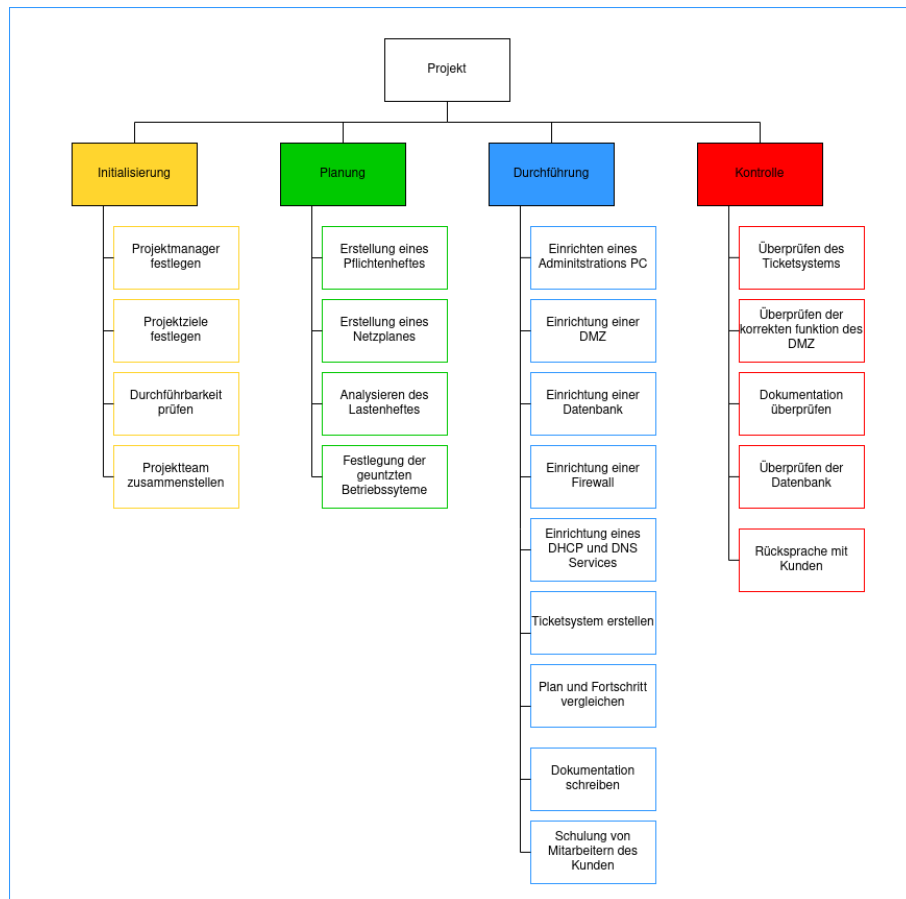 Projekt
Initialisierung
Projektmanager
festlegen
Projektziele
festlegen
Durchführbarkeit
prüfen
Projektteam
zusammenstellen
Planung
Erstellung eines
Pflichtenheftes
Erstellung eines
Netzplanes
Analysieren des
Lastenheftes
Festlegung der
geuntzten
Betriebssyteme
Durchführung
Einrichten eines
Adminitstrations PC
Einrichtung einer
DMZ
Einrichtung einer
Datenbank
Einrichtung einer
Firewall
Einrichtung eines
DHCP und DNS
Services
Ticketsystem erstellen
Plan und Fortschritt
vergleichen
Dokumentation
schreiben
Schulung von
Mitarbeitern des
Kunden
Kontrolle
Überprüfen des
Ticketsystems
Überprüfen der
korrekten funktion des
DMZ
Dokumentation
überprüfen
Überprüfen der
Datenbank
Rücksprache mit
Kunden